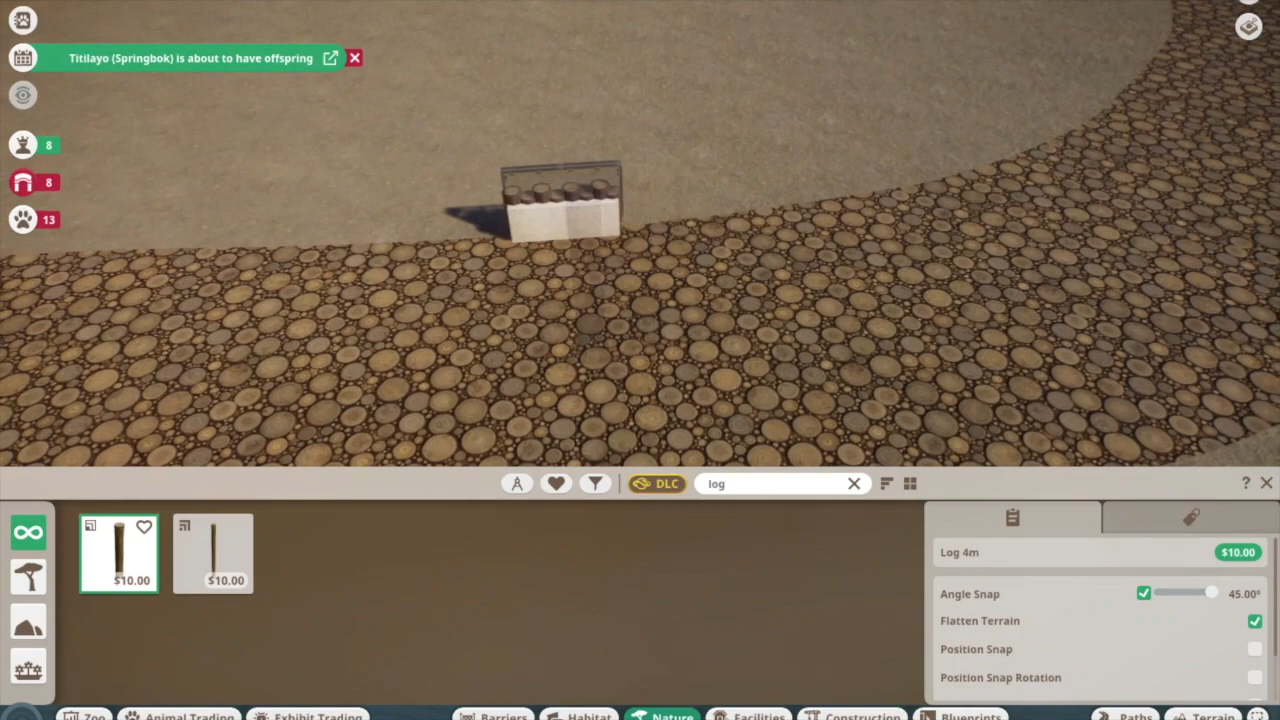 Titilayo (Springbok) is about to have offspring
8
8
13
DLC
log
?
$10.00
$10.00
Log 4m
$10.00
Angle Snap
45.00°
Flatten Terrain
Position Snap
Position Snap Rotation
Zoo
Animal Trading
Exhibit Trading
Barriers
Habitat
Nature
Facilities
Construction
Blueprints
Paths
Terrain